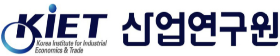 KIET 산업연구원
Korea Institute for Industrial
Economics & Trade